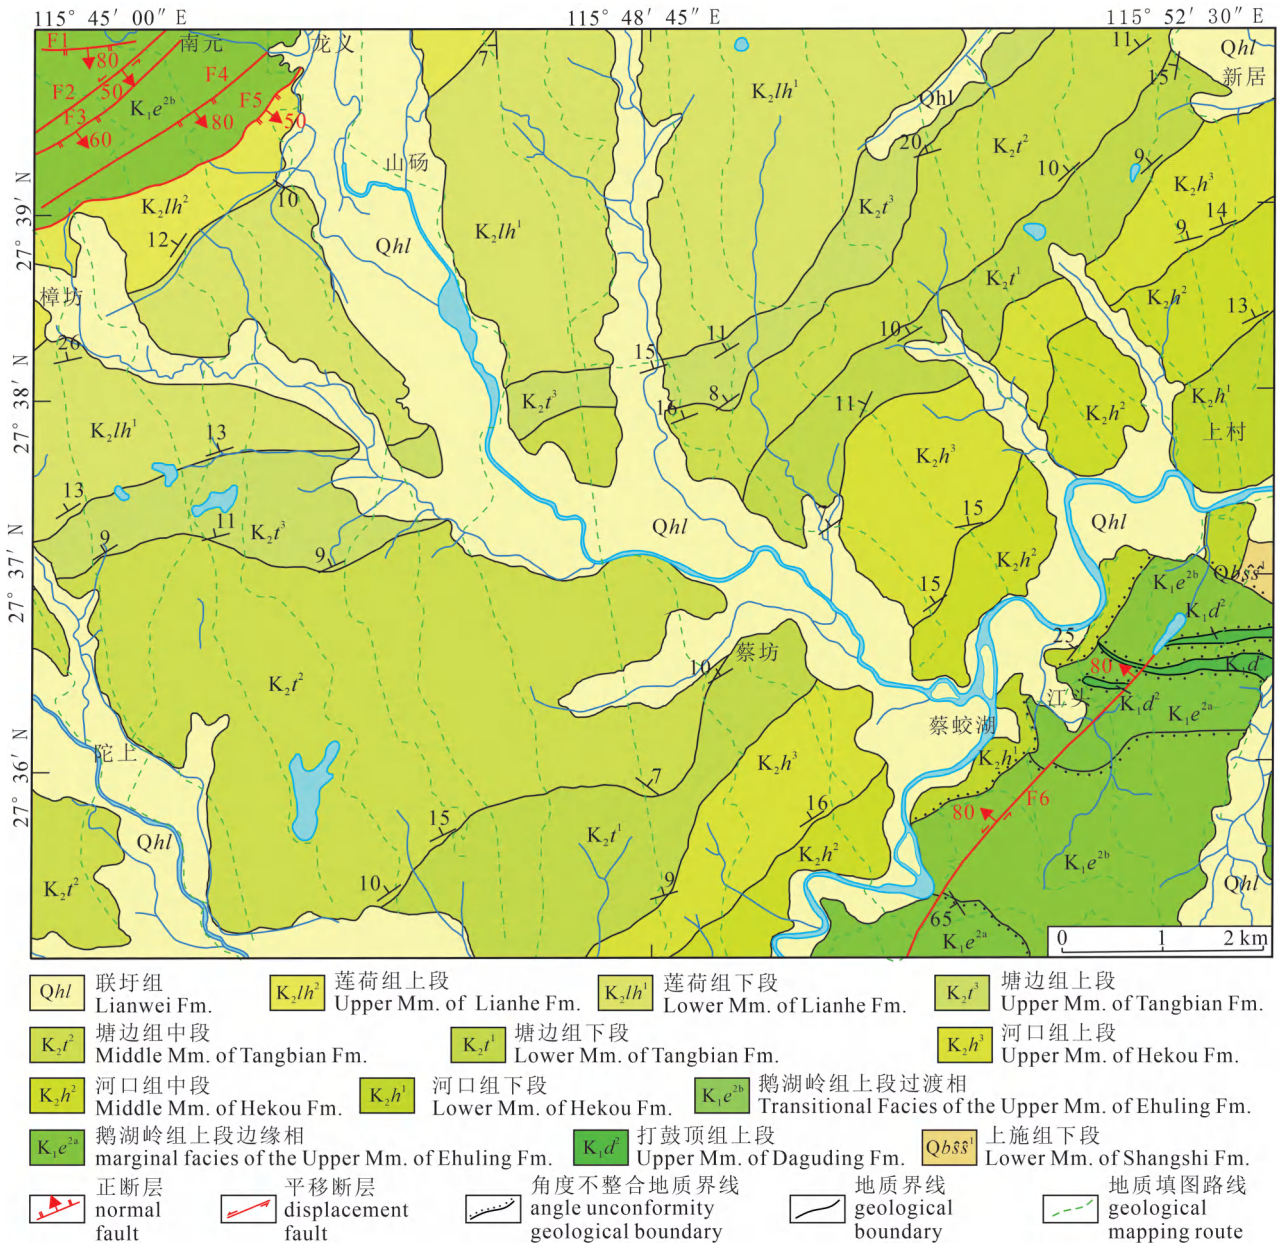 115° 45′ 00″ E
115° 48′ 45″ E
115° 52′ 30″ E
27° 39′ N
27° 38′ N
27° 37′ N
27° 36′ N
F1
80
南元
龙义
7
11
Qhl
新居
15
F2
50
F4
F3
K₁e²ᵇ
F5
60
80
50
K₂lh¹
Qhl
20
K₂t²
10
9
山砀
K₂lh²
10
12
Qhl
K₂lh¹
K₂t³
K₂h³
14
9
樟坊
26
K₂t¹
K₂h²
13
10
11
15
8
16
K₂t³
11
K₂h²
K₂h¹
上村
K₂lh¹
13
K₂h³
13
11
9
K₂t³
9
Qhl
15
Qhl
K₂h²
15
K₁e²ᵇ
Qbŝŝ¹
K₁d²
25
80
K₁d
蔡坊
10
K₂t²
江头
K₁d²
K₁e²ᵃ
蔡蛟湖
陀上
K₂h³
K₂h¹
7
F6
80
16
15
K₂t¹
Qhl
K₂h²
K₁e²ᵇ
K₂t²
10
9
65
K₁e²ᵃ
Qhl
0 1 2 km
Qhl 联圩组 Lianwei Fm.
K₂lh² 莲荷组上段 Upper Mm. of Lianhe Fm.
K₂lh¹ 莲荷组下段 Lower Mm. of Lianhe Fm.
K₂t³ 塘边组上段 Upper Mm. of Tangbian Fm.
K₂t² 塘边组中段 Middle Mm. of Tangbian Fm.
K₂t¹ 塘边组下段 Lower Mm. of Tangbian Fm.
K₂h³ 河口组上段 Upper Mm. of Hekou Fm.
K₂h² 河口组中段 Middle Mm. of Hekou Fm.
K₂h¹ 河口组下段 Lower Mm. of Hekou Fm.
K₁e²ᵇ 鹅湖岭组上段过渡相 Transitional Facies of the Upper Mm. of Ehuling Fm.
K₁e²ᵃ 鹅湖岭组上段边缘相 marginal facies of the Upper Mm. of Ehuling Fm.
K₁d² 打鼓顶组上段 Upper Mm. of Daguding Fm.
Qbŝŝ¹ 上施组下段 Lower Mm. of Shangshi Fm.
正断层
normal
fault
平移断层
displacement
fault
角度不整合地质界线
angle unconformity
geological boundary
地质界线
geological
boundary
地质填图路线
geological
mapping route